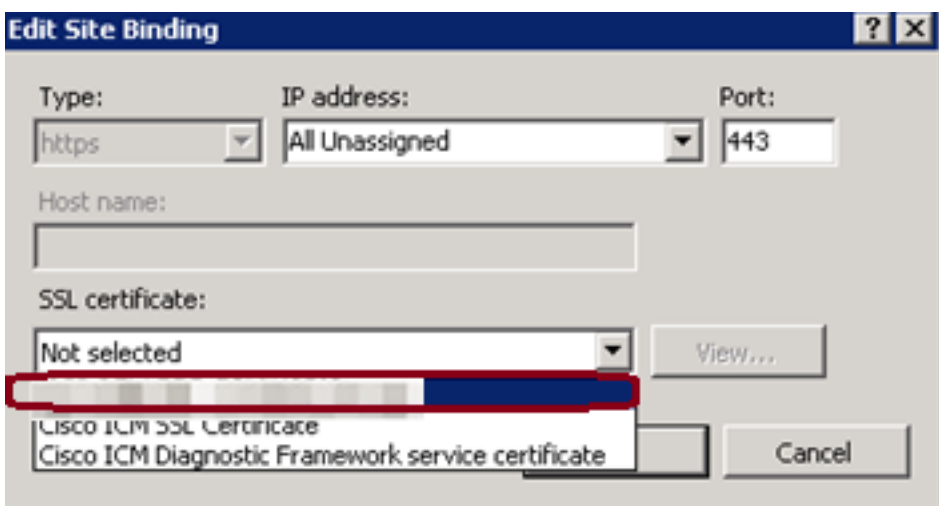 Edit Site Binding ? X
Type: IP address: Port:
https All Unassigned 443
Host name:
SSL certificate:
Not selected View...
Cisco ICM SSL Certificate
Cisco ICM Diagnostic Framework service certificate Cancel